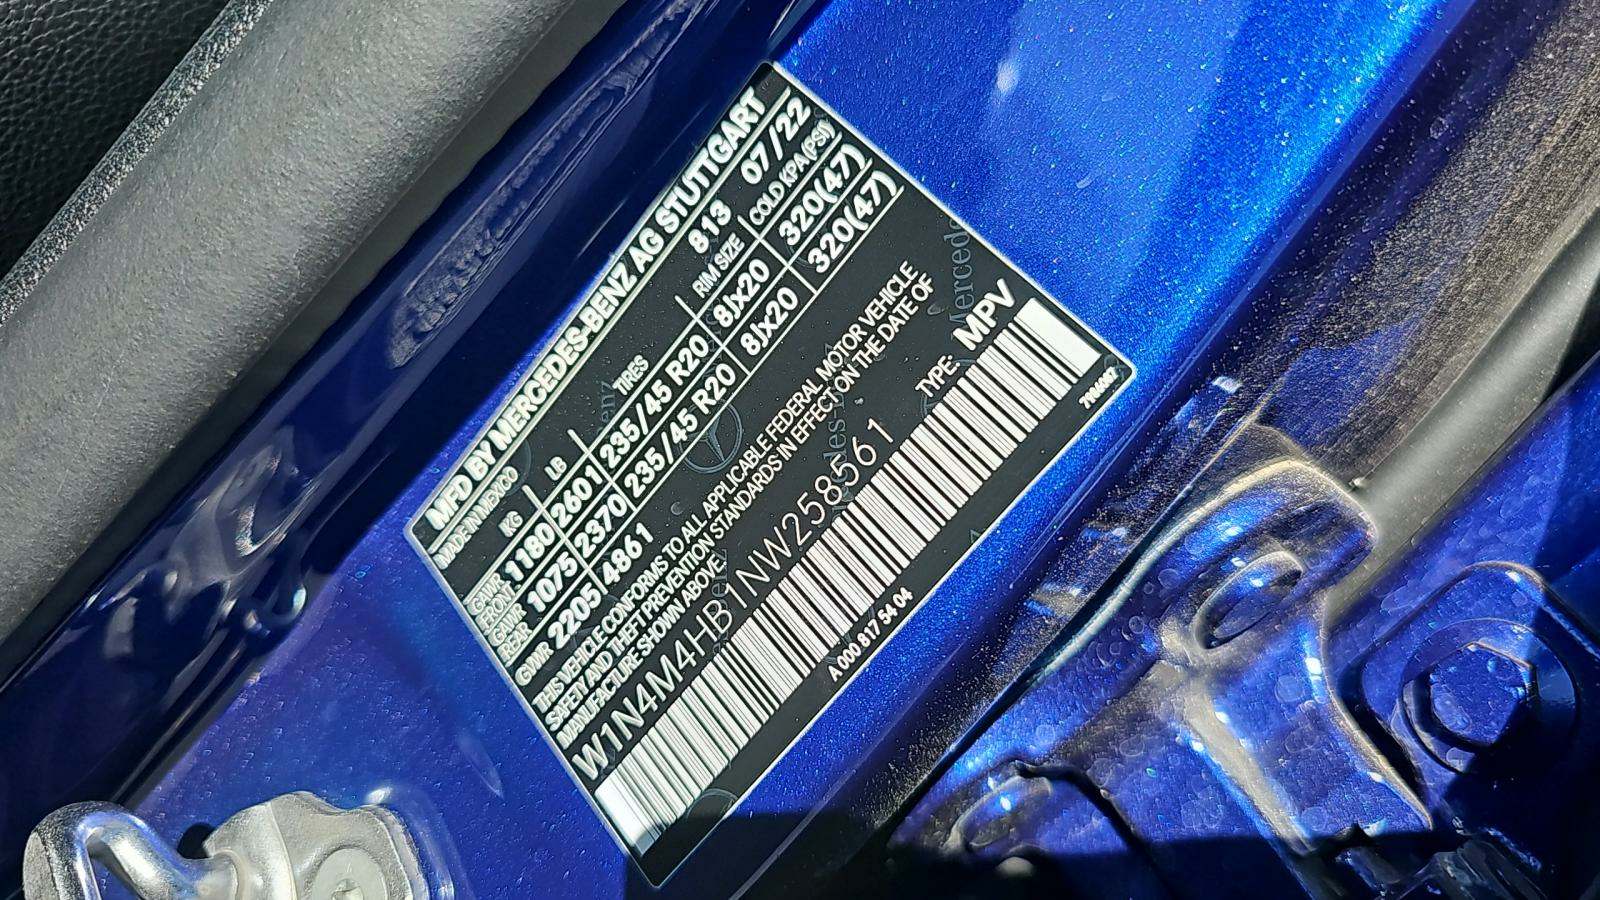 MFD BY MERCEDES-BENZ AG STUTTGART
MADE IN MEXICO 813 07/22
KG LB TIRES RIM SIZE COLD KPA(PSI)
GAWR FRONT 1180 2601 235/45 R20 8Jx20 320(47)
GAWR REAR 1075 2370 235/45 R20 8Jx20 320(47)
GVWR 2205 4861
THIS VEHICLE CONFORMS TO ALL APPLICABLE FEDERAL MOTOR VEHICLE
SAFETY AND THEFT PREVENTION STANDARDS IN EFFECT ON THE DATE OF
MANUFACTURE SHOWN ABOVE.
W1N4M4HB1NW258561 TYPE: MPV
A 000 817 54 04